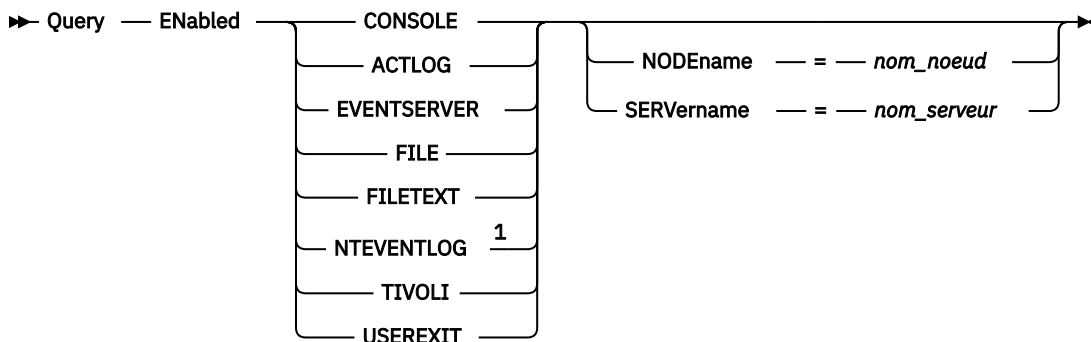 Query ENabled CONSOLE
ACTLOG NODEname = nom_noeud
EVENTSERVER SERVername = nom_serveur
FILE
FILETEXT
NTEVENTLOG 1
TIVOLI
USEREXIT